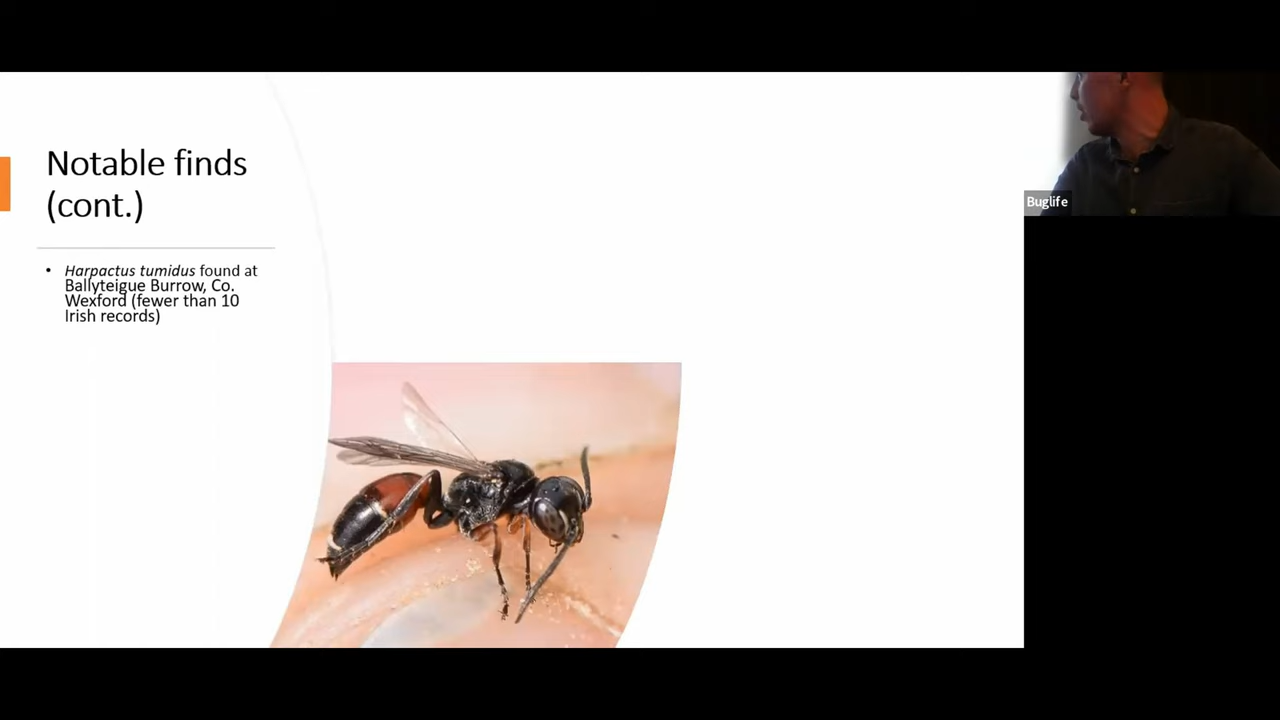 Notable finds
(cont.)
• Harpactus tumidus found at
Ballyteigue Burrow, Co.
Wexford (fewer than 10
Irish records)
Buglife